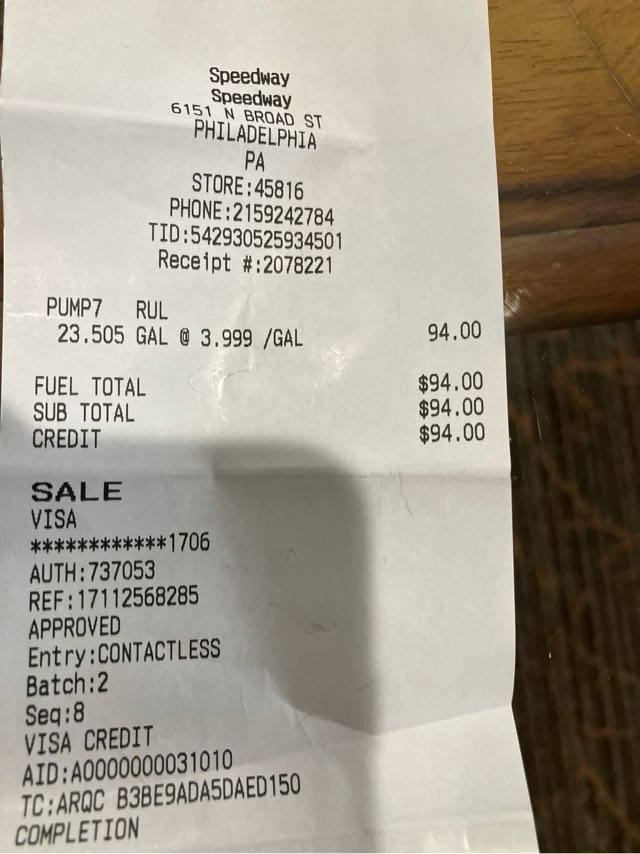 Speedway
Speedway
6151 N BROAD ST
PHILADELPHIA
PA
STORE:45816
PHONE:2159242784
TID:542930525934501
Receipt #:2078221
PUMP7 RUL
23.505 GAL @ 3.999 /GAL 94.00
FUEL TOTAL $94.00
SUB TOTAL $94.00
CREDIT $94.00
SALE
VISA
************1706
AUTH:737053
REF:17112568285
APPROVED
Entry:CONTACTLESS
Batch:2
Seq:8
VISA CREDIT
AID:A0000000031010
TC:ARQC B3BE9ADA5DAED150
COMPLETION